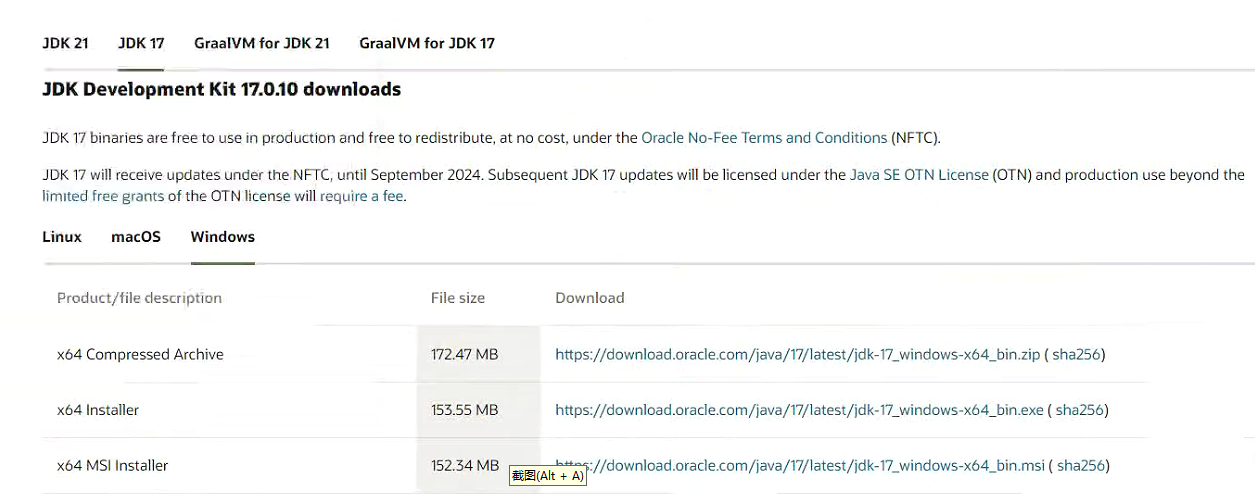 JDK 21 JDK 17 GraalVM for JDK 21 GraalVM for JDK 17
JDK Development Kit 17.0.10 downloads
JDK 17 binaries are free to use in production and free to redistribute, at no cost, under the Oracle No-Fee Terms and Conditions (NFTC).
JDK 17 will receive updates under the NFTC, until September 2024. Subsequent JDK 17 updates will be licensed under the Java SE OTN License (OTN) and production use beyond the
limited free grants of the OTN license will require a fee.
Linux macOS Windows
Product/file description File size Download
x64 Compressed Archive 172.47 MB https://download.oracle.com/java/17/latest/jdk-17_windows-x64_bin.zip ( sha256)
x64 Installer 153.55 MB https://download.oracle.com/java/17/latest/jdk-17_windows-x64_bin.exe ( sha256)
x64 MSI Installer 152.34 MB https://download.oracle.com/java/17/latest/jdk-17_windows-x64_bin.msi ( sha256)
截图(Alt + A)